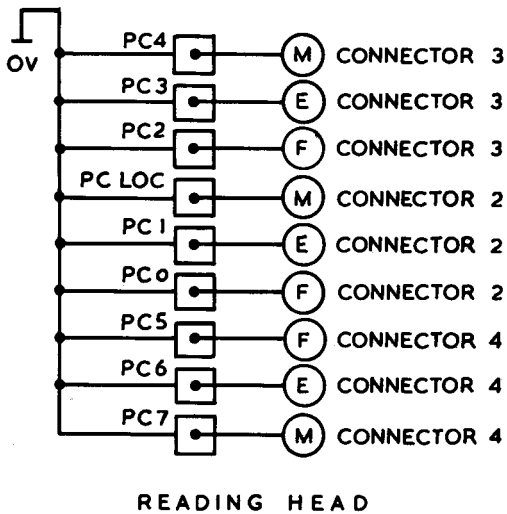 0V
PC4 M CONNECTOR 3
PC3 E CONNECTOR 3
PC2 F CONNECTOR 3
PC LOC M CONNECTOR 2
PC1 E CONNECTOR 2
PC0 F CONNECTOR 2
PC5 F CONNECTOR 4
PC6 E CONNECTOR 4
PC7 M CONNECTOR 4
READING HEAD